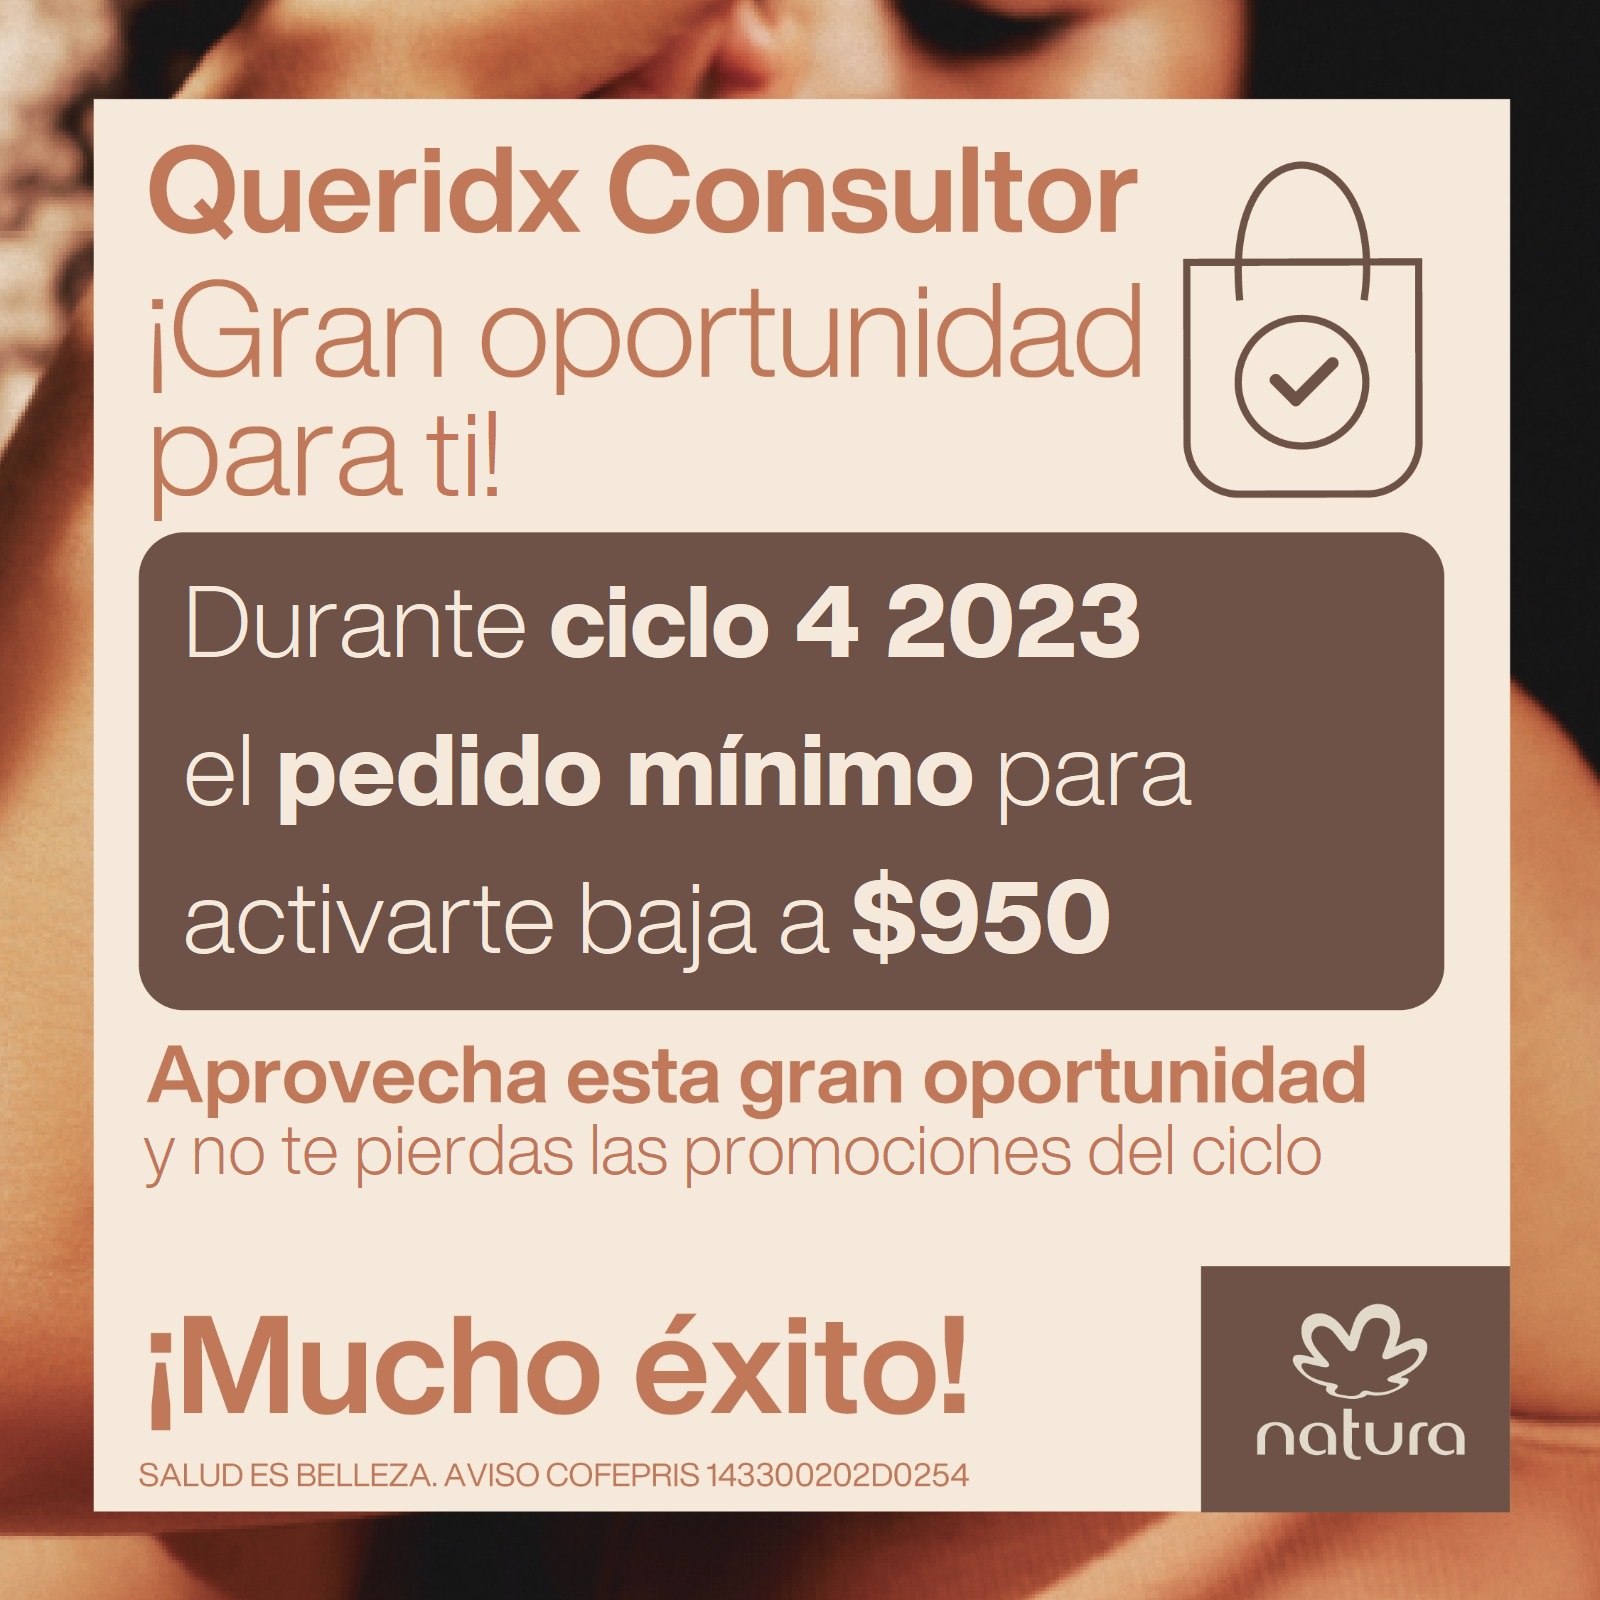 Queridx Consultor
¡Gran oportunidad
para ti!
Durante ciclo 4 2023
el pedido mínimo para
activarte baja a $950
Aprovecha esta gran oportunidad
y no te pierdas las promociones del ciclo
¡Mucho éxito!
natura
SALUD ES BELLEZA. AVISO COFEPRIS 143300202D0254